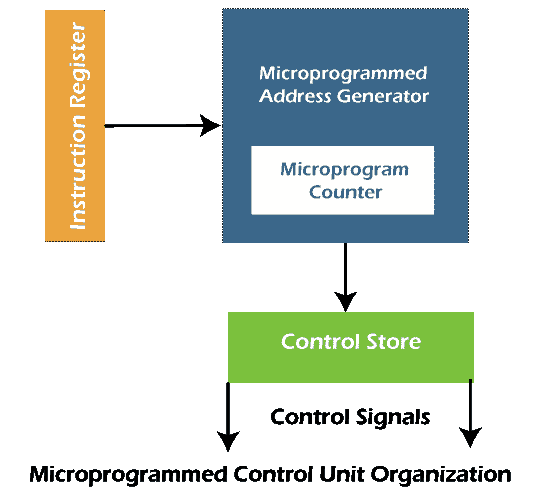 Instruction Register
Microprogrammed
Address Generator
Microprogram
Counter
Control Store
Control Signals
Microprogrammed Control Unit Organization